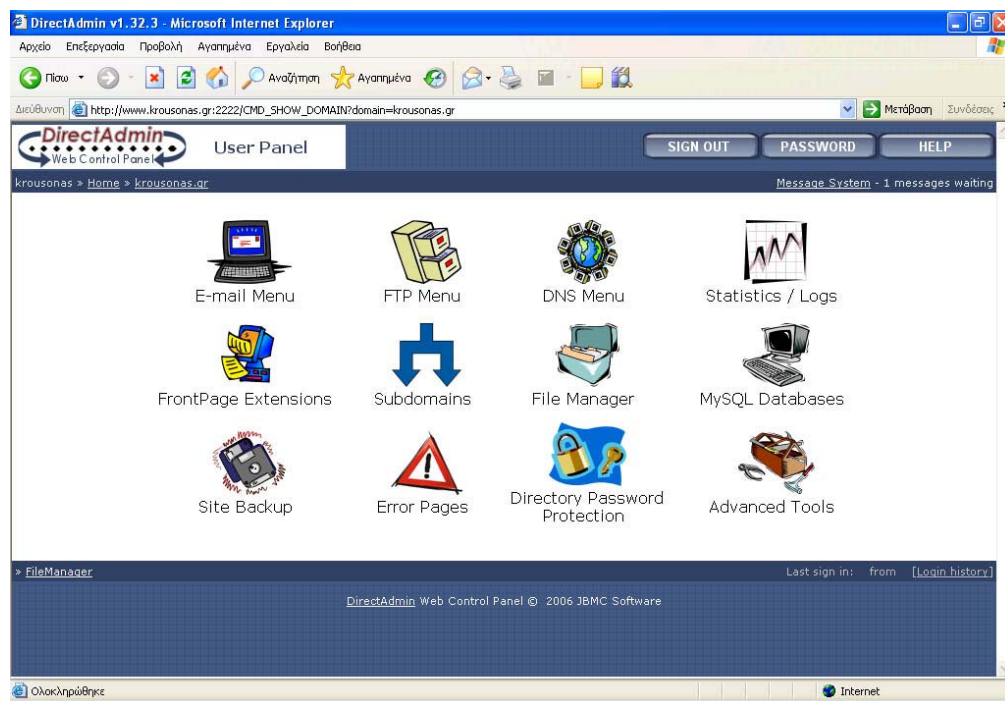 DirectAdmin v1.32.3 - Microsoft Internet Explorer
Αρχείο Επεξεργασία Προβολή Αγαπημένα Εργαλεία Βοήθεια
Πίσω Αναζήτηση Αγαπημένα
Διεύθυνση http://www.krousonas.gr:2222/CMD_SHOW_DOMAIN?domain=krousonas.gr Μετάβαση Συνδέσεις
DirectAdmin
Web Control Panel
User Panel
SIGN OUT PASSWORD HELP
krousonas » Home » krousonas.gr Message System - 1 messages waiting
E-mail Menu FTP Menu DNS Menu Statistics / Logs
FrontPage Extensions Subdomains File Manager MySQL Databases
Site Backup Error Pages Directory Password Protection Advanced Tools
» FileManager Last sign in: from [Login history]
DirectAdmin Web Control Panel © 2006 JBMC Software
Ολοκληρώθηκε Internet